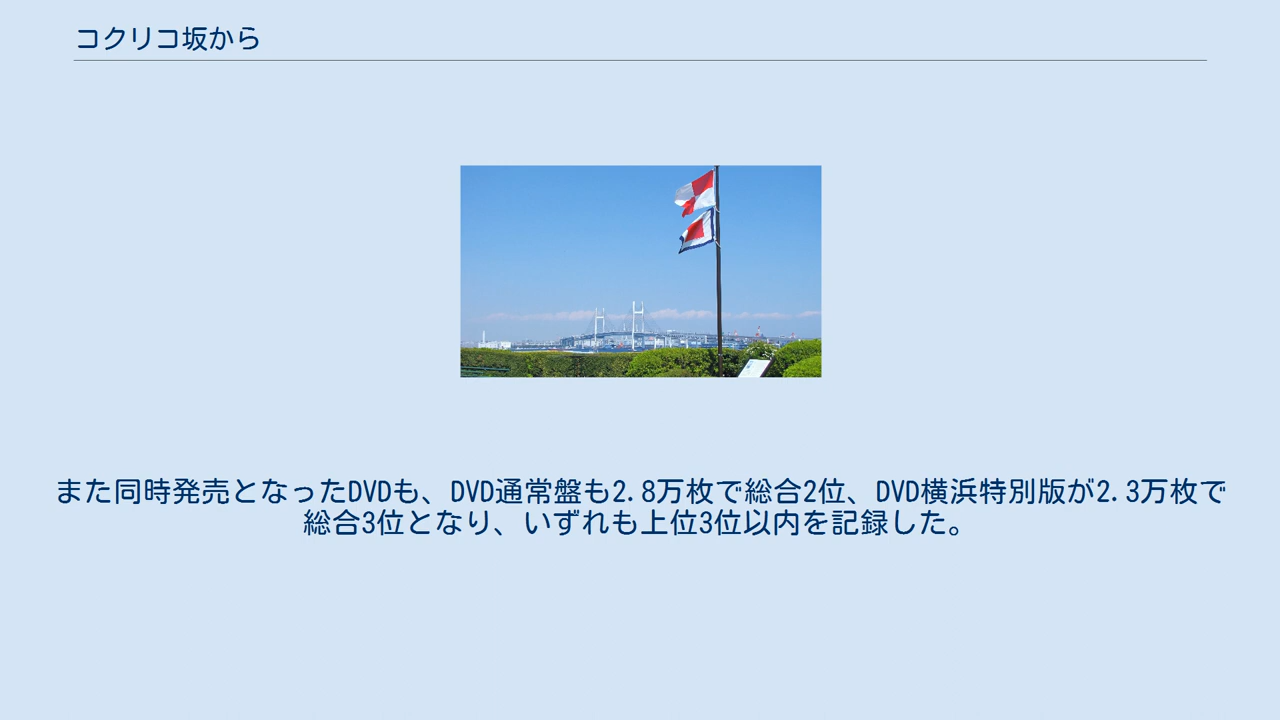 コクリコ坂から
また同時発売となったDVDも、DVD通常盤も2.8万枚で総合2位、DVD横浜特別版が2.3万枚で
総合3位となり、いずれも上位3位以内を記録した。